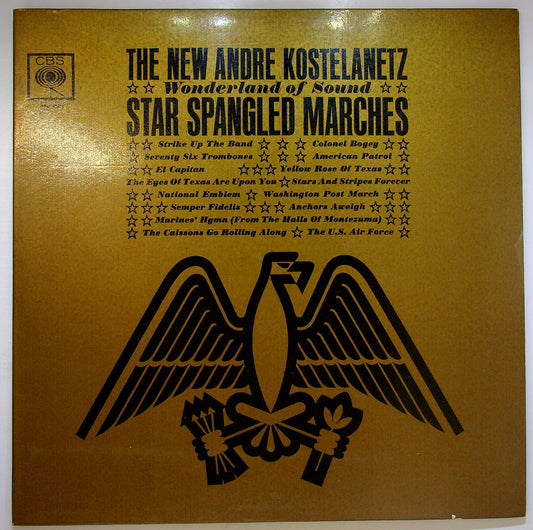 CBS
THE NEW ANDRE KOSTELANETZ
☆ ☆ Wonderland of Sound ☆ ☆
STAR SPANGLED MARCHES
☆ ☆ Strike Up The Band ☆ ☆ ☆ Colonel Bogey ☆ ☆
☆ Seventy Six Trombones ☆ ☆ ☆ American Patrol ☆
☆ ☆ El Capitan ☆ ☆ ☆ Yellow Rose Of Texas ☆ ☆
The Eyes Of Texas Are Upon You ☆ Stars And Stripes Forever
☆ ☆ National Emblem ☆ Washington Post March ☆ ☆
☆ ☆ ☆ Semper Fidelis ☆ ☆ ☆ Anchors Aweigh ☆ ☆ ☆
☆ ☆ Marines' Hymn (From The Halls Of Montezuma) ☆ ☆
☆ The Caissons Go Rolling Along ☆ The U.S. Air Force ☆